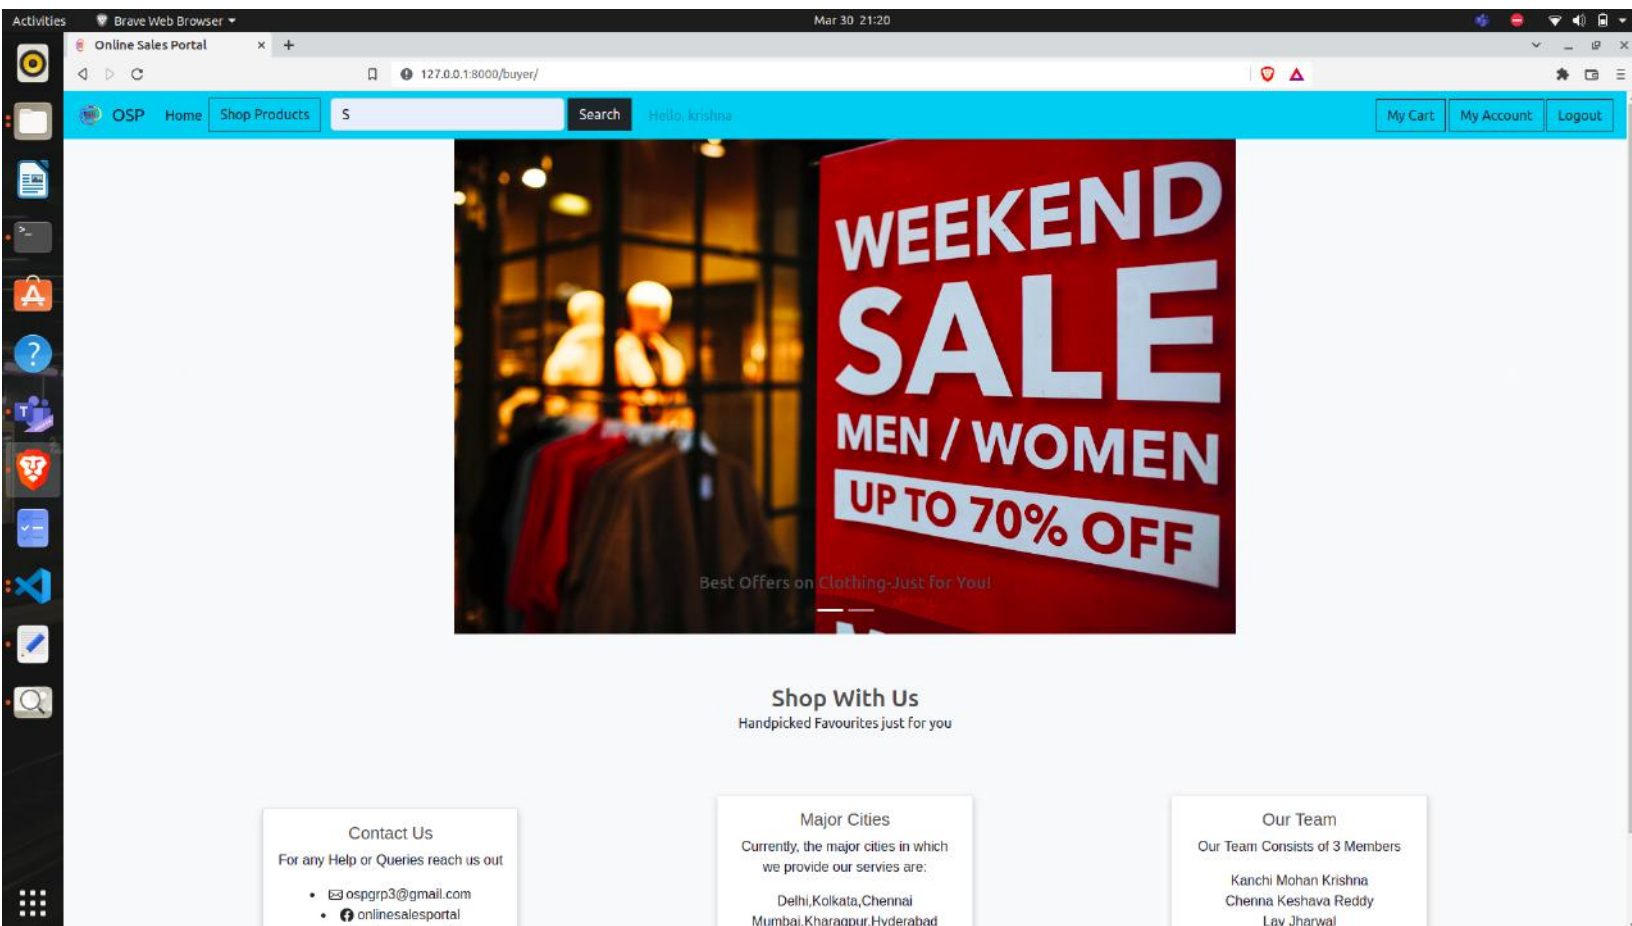 Activities
Brave Web Browser
Mar 30 21:20
Online Sales Portal
127.0.0.1:8000/buyer/
OSP
Home
Shop Products
S
Search
Hello, krishna
My Cart
My Account
Logout
WEEKEND
SALE
MEN / WOMEN
UP TO 70% OFF
Best Offers on Clothing-Just for You!
Shop With Us
Handpicked Favourites just for you
Contact Us
For any Help or Queries reach us out
ospgrp3@gmail.com
onlinesalesportal
Major Cities
Currently, the major cities in which
we provide our servies are:
Delhi,Kolkata,Chennai
Mumbai,Kharagpur,Hyderabad
Our Team
Our Team Consists of 3 Members
Kanchi Mohan Krishna
Chenna Keshava Reddy
Lav Jharwal